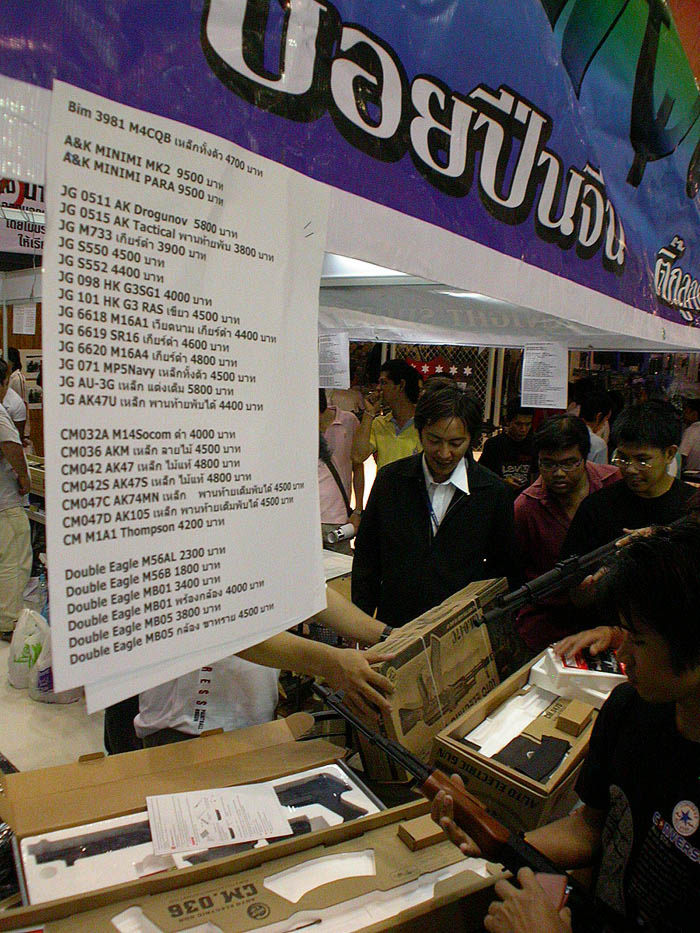 บอยปืนจีน
Bim 3981 M4CQB เหล็กทั้งตัว 4700 บาท
A&K MINIMI MK2 9500 บาท
A&K MINIMI PARA 9500 บาท
JG 0511 AK Drogunov 5800 บาท
JG 0515 AK Tactical พานท้ายพับ 3800 บาท
JG M733 เกียร์ดำ 3900 บาท
JG S550 4500 บาท
JG S552 4400 บาท
JG 098 HK G3SG1 4000 บาท
JG 101 HK G3 RAS เขียว 4500 บาท
JG 6618 M16A1 เวียดนาม เกียร์ดำ 4400 บาท
JG 6619 SR16 เกียร์ดำ 4600 บาท
JG 6620 M16A4 เกียร์ดำ 4800 บาท
JG 071 MP5Navy เหล็กทั้งตัว 4500 บาท
JG AU-3G เหล็ก แต่งเต็ม 5800 บาท
JG AK47U เหล็ก พานท้ายพับได้ 4400 บาท
CM032A M14Socom ดำ 4000 บาท
CM036 AKM เหล็ก ลายไม้ 4500 บาท
CM042 AK47 เหล็ก ไม้แท้ 4800 บาท
CM042S AK47S เหล็ก ไม้แท้ 4800 บาท
CM047C AK74MN เหล็ก พานท้ายเต็มพับได้ 4500 บาท
CM047D AK105 เหล็ก พานท้ายเต็มพับได้ 4500 บาท
CM M1A1 Thompson 4200 บาท
Double Eagle M56AL 2300 บาท
Double Eagle M56B 1800 บาท
Double Eagle MB01 3400 บาท
Double Eagle MB01 พร้องกล้อง 4000 บาท
Double Eagle MB05 3800 บาท
Double Eagle MB05 กล้อง ขาทราย 4500 บาท
AUTO ELECTRIC GUN
CM.036
CONVERSE